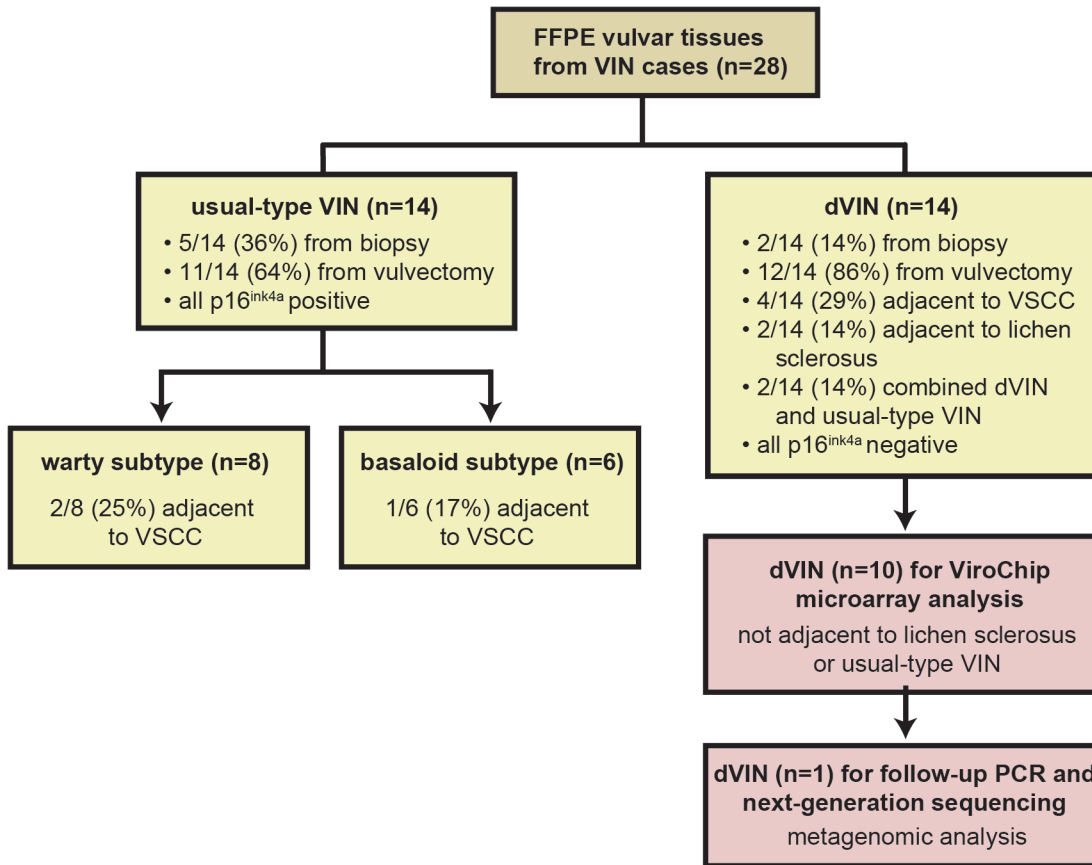 FFPE vulvar tissues
from VIN cases (n=28)
usual-type VIN (n=14)
• 5/14 (36%) from biopsy
• 11/14 (64%) from vulvectomy
• all p16ink4a positive
dVIN (n=14)
• 2/14 (14%) from biopsy
• 12/14 (86%) from vulvectomy
• 4/14 (29%) adjacent to VSCC
• 2/14 (14%) adjacent to lichen
sclerosus
• 2/14 (14%) combined dVIN
and usual-type VIN
• all p16ink4a negative
warty subtype (n=8)
2/8 (25%) adjacent
to VSCC
basaloid subtype (n=6)
1/6 (17%) adjacent
to VSCC
dVIN (n=10) for ViroChip
microarray analysis
not adjacent to lichen sclerosus
or usual-type VIN
dVIN (n=1) for follow-up PCR and
next-generation sequencing
metagenomic analysis